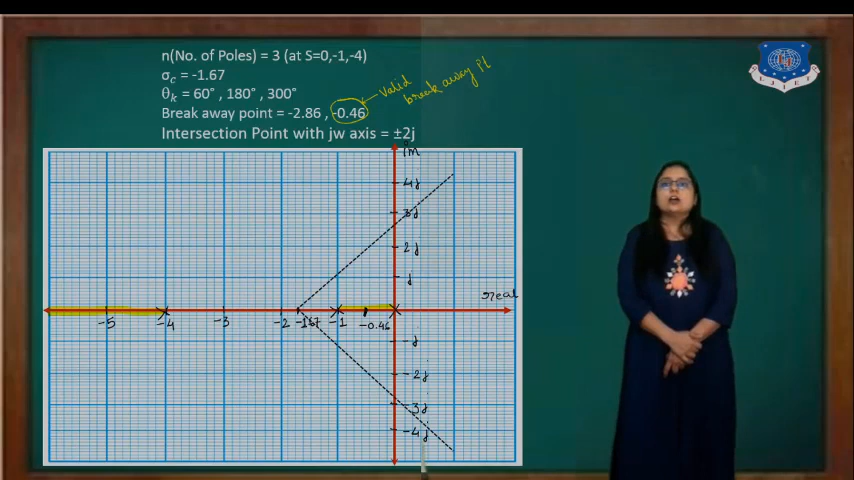 n(No. of Poles) = 3 (at S=0,-1,-4)
σc = -1.67
θk = 60° , 180° , 300°
Break away point = -2.86 , -0.46
Valid
break away Pt
Intersection Point with jw axis = ±2j
im
4j
3j
2j
j
real
-5
-4
-3
-2
-1.67
-1
-0.46
-j
-2j
-3j
-4j
LJIET